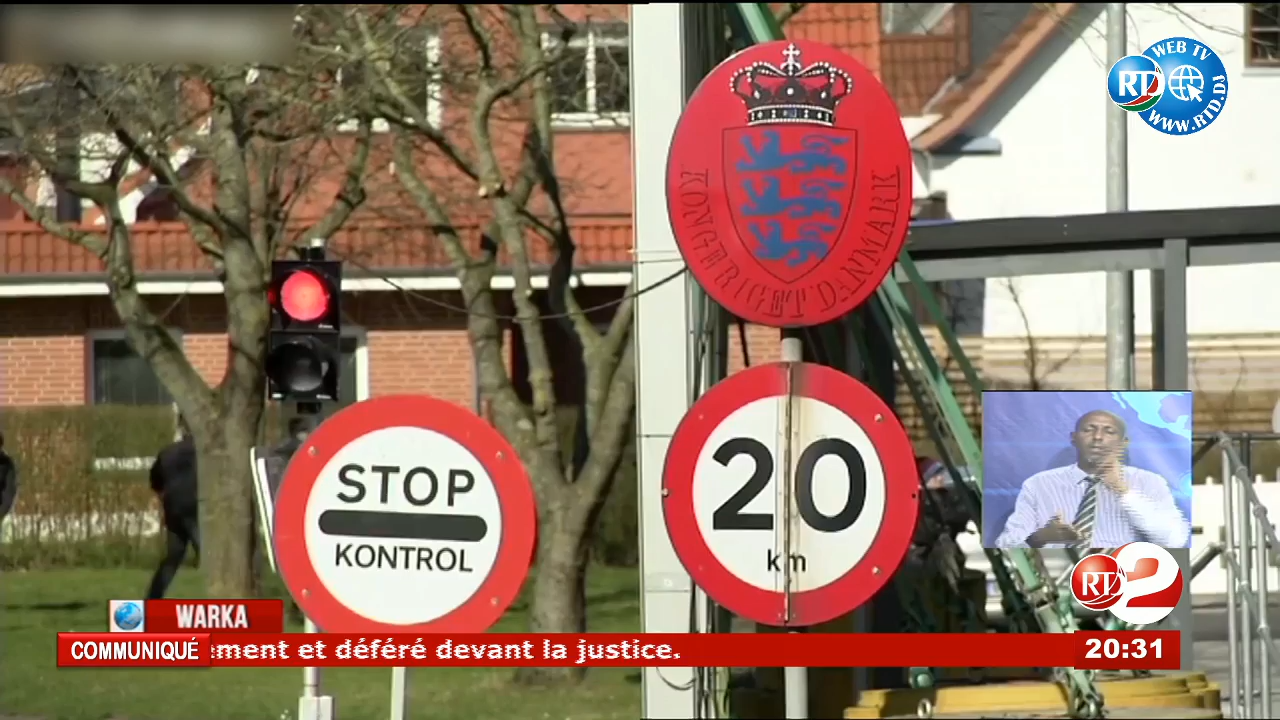 WEB TV
RTD
WWW.RTD.DJ
KONGERIGET DANMARK
STOP
KONTROL
20
km
RTD
2
WARKA
COMMUNIQUÉ
ment et déféré devant la justice.
20:31